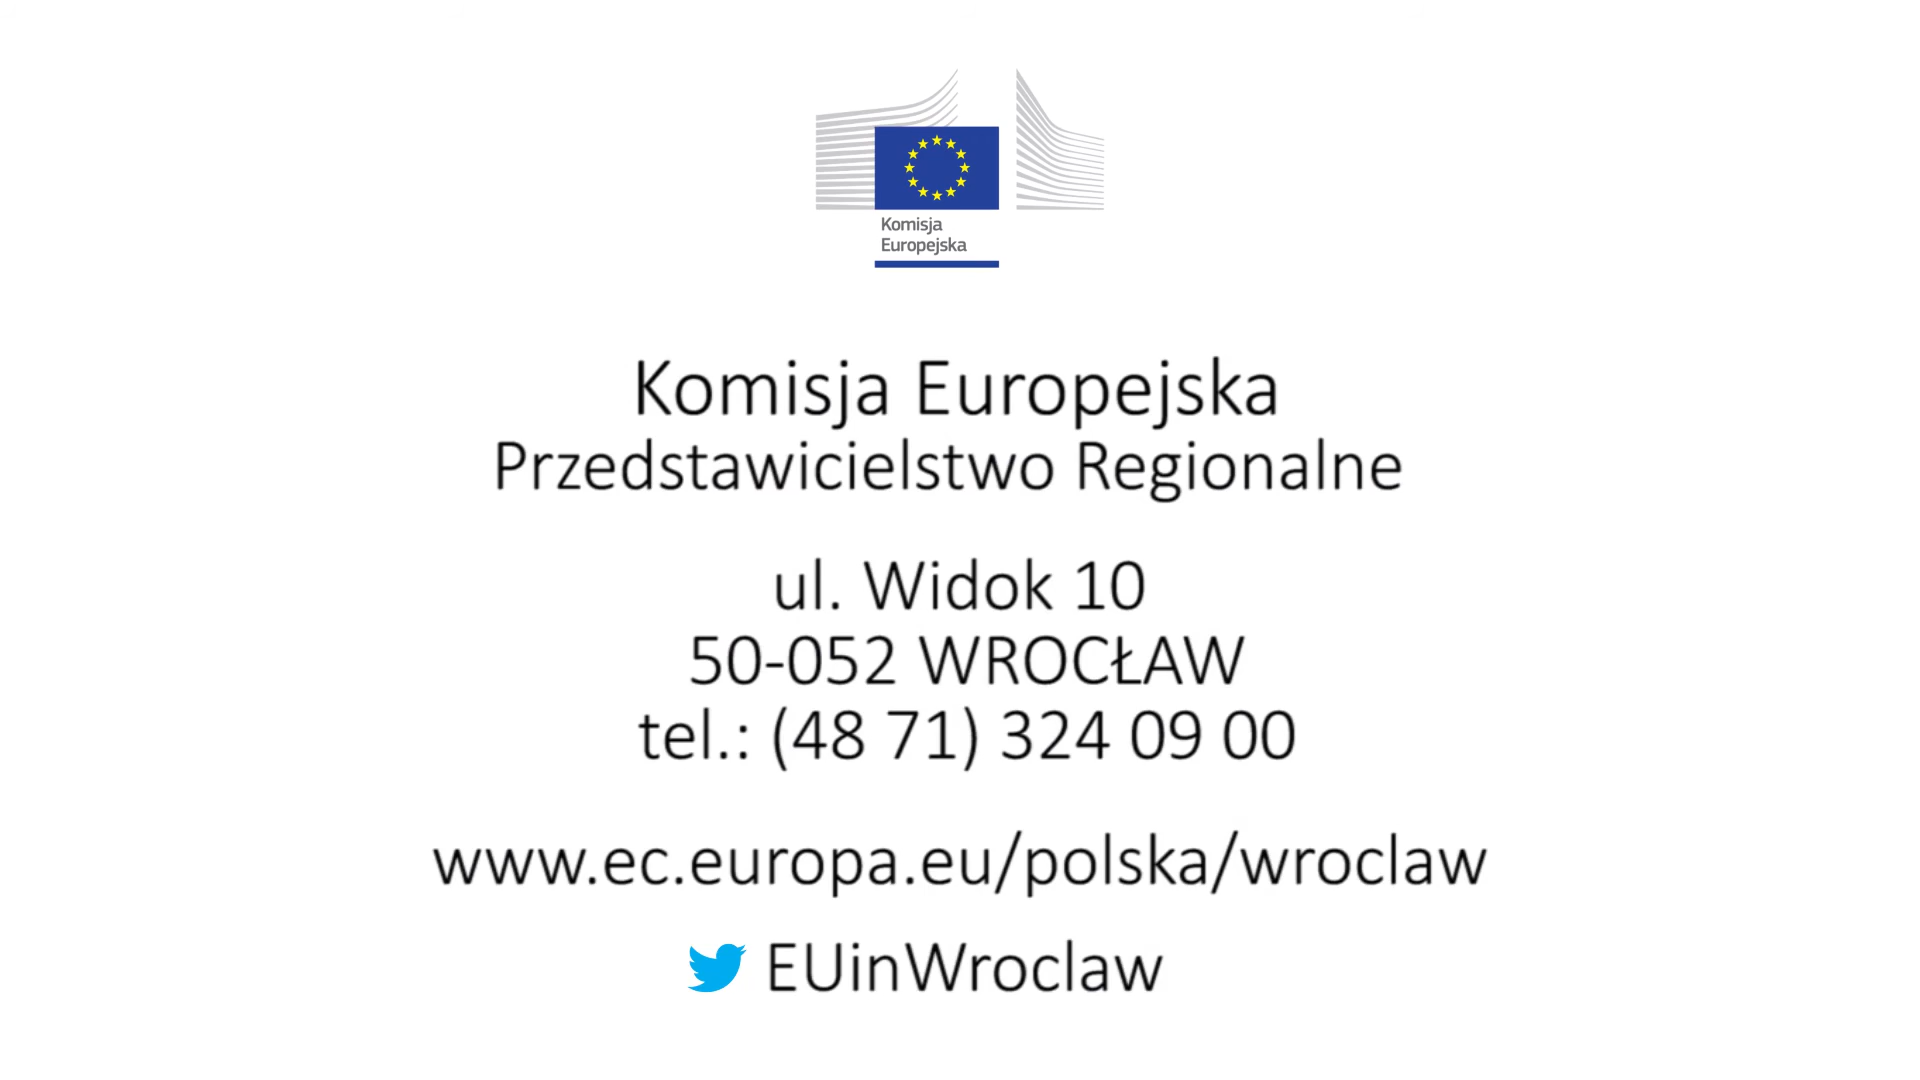 Komisja
Europejska
Komisja Europejska
Przedstawicielstwo Regionalne
ul. Widok 10
50-052 WROCŁAW
tel.: (48 71) 324 09 00
www.ec.europa.eu/polska/wroclaw
EUinWroclaw